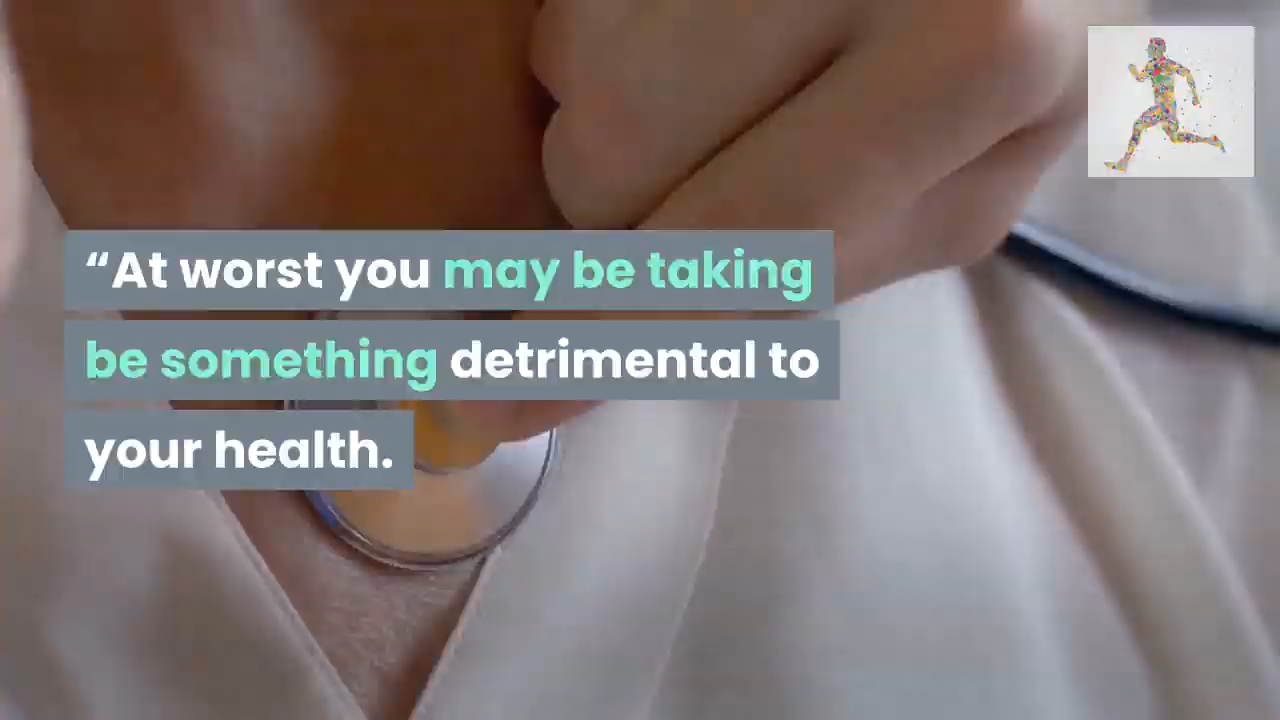 “At worst you may be taking
be something detrimental to
your health.